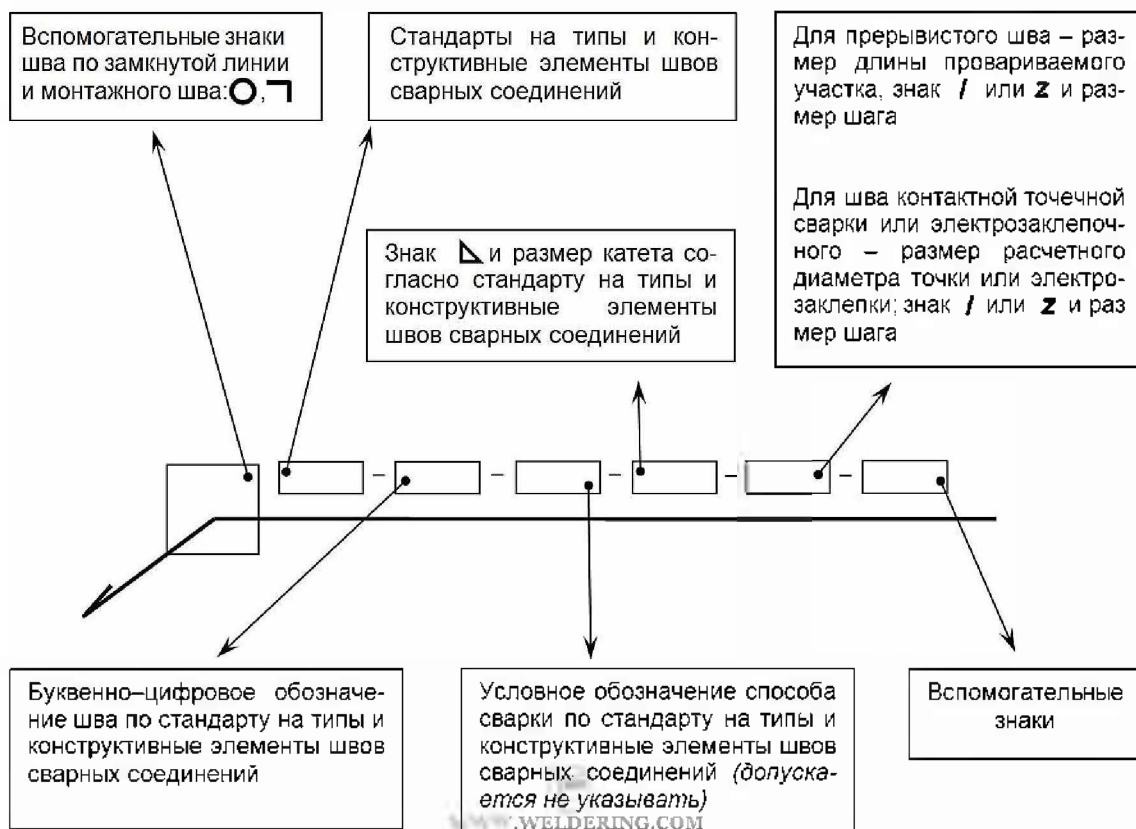 Вспомогательные знаки
шва по замкнутой линии
и монтажного шва: ,
Стандарты на типы и кон-
структивные элементы швов
сварных соединений
Для прерывистого шва – раз-
мер длины провариваемого
участка, знак / или Z и раз-
мер шага
Для шва контактной точечной
сварки или электрозаклепоч-
ного – размер расчетного
диаметра точки или электро-
заклепки; знак / или Z и раз
мер шага
Знак и размер катета со-
гласно стандарту на типы и
конструктивные элементы
швов сварных соединений
Буквенно–цифровое обозначе-
ние шва по стандарту на типы и
конструктивные элементы швов
сварных соединений
Условное обозначение способа
сварки по стандарту на типы и
конструктивные элементы швов
сварных соединений (допуска-
ется не указывать)
Вспомогательные
знаки
WWW.WELDERING.COM